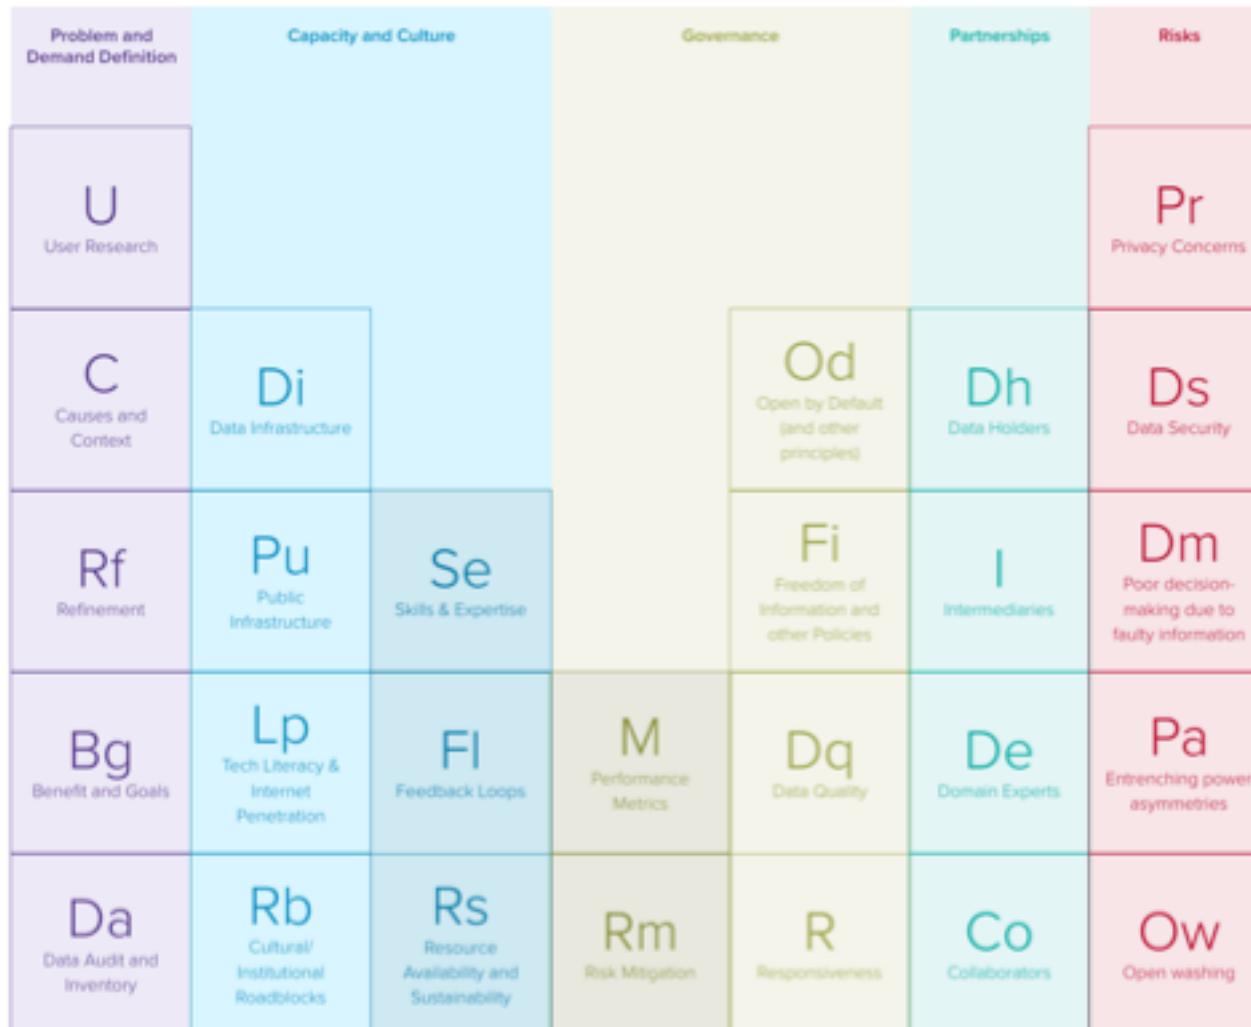 Problem and
Demand Definition
Capacity and Culture
Governance
Partnerships
Risks
U
User Research
Pr
Privacy Concerns
C
Causes and
Context
Di
Data Infrastructure
Od
Open by Default
(and other
principles)
Dh
Data Holders
Ds
Data Security
Rf
Refinement
Pu
Public
Infrastructure
Se
Skills & Expertise
Fi
Freedom of
Information and
other Policies
I
Intermediaries
Dm
Poor decision-
making due to
faulty information
Bg
Benefit and Goals
Lp
Tech Literacy &
Internet
Penetration
Fl
Feedback Loops
M
Performance
Metrics
Dq
Data Quality
De
Domain Experts
Pa
Entrenching power
asymmetries
Da
Data Audit and
Inventory
Rb
Cultural/
Institutional
Roadblocks
Rs
Resource
Availability and
Sustainability
Rm
Risk Mitigation
R
Responsiveness
Co
Collaborators
Ow
Open washing